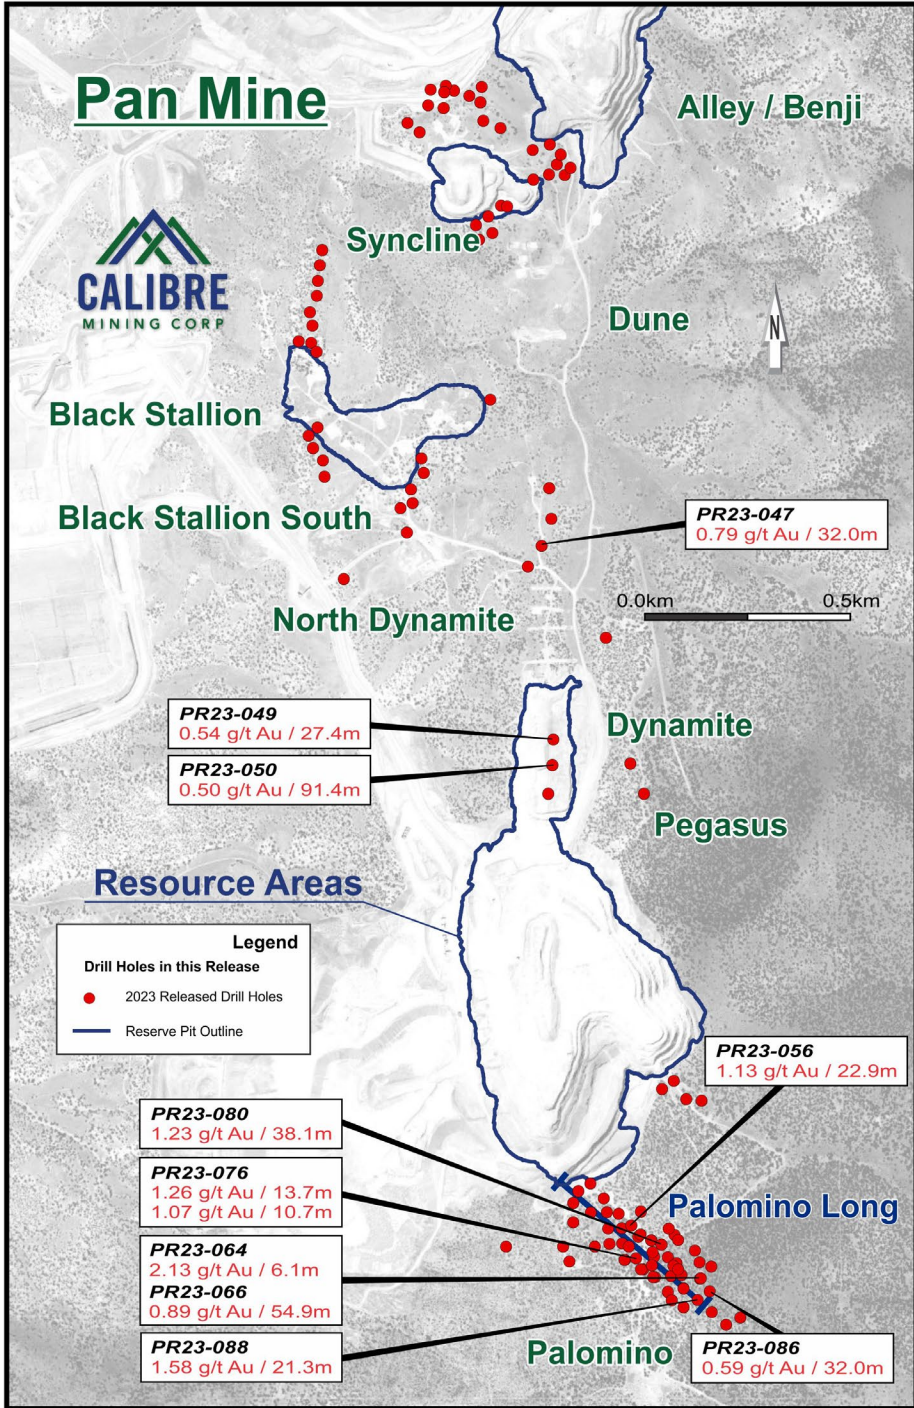 Pan Mine
Alley / Benji
CALIBRE
MINING CORP
Syncline
Dune
N
Black Stallion
Black Stallion South
PR23-047
0.79 g/t Au / 32.0m
0.0km 0.5km
North Dynamite
PR23-049
0.54 g/t Au / 27.4m
Dynamite
PR23-050
0.50 g/t Au / 91.4m
Pegasus
Resource Areas
Legend
Drill Holes in this Release
2023 Released Drill Holes
Reserve Pit Outline
PR23-056
1.13 g/t Au / 22.9m
PR23-080
1.23 g/t Au / 38.1m
PR23-076
1.26 g/t Au / 13.7m
1.07 g/t Au / 10.7m
Palomino Long
PR23-064
2.13 g/t Au / 6.1m
PR23-066
0.89 g/t Au / 54.9m
PR23-088
1.58 g/t Au / 21.3m
Palomino
PR23-086
0.59 g/t Au / 32.0m